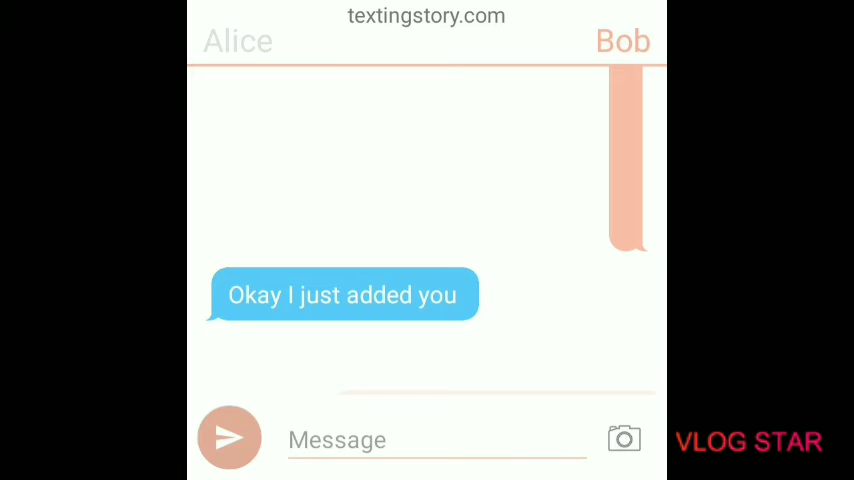 textingstory.com
Alice
Bob
Okay I just added you
Message
VLOG STAR